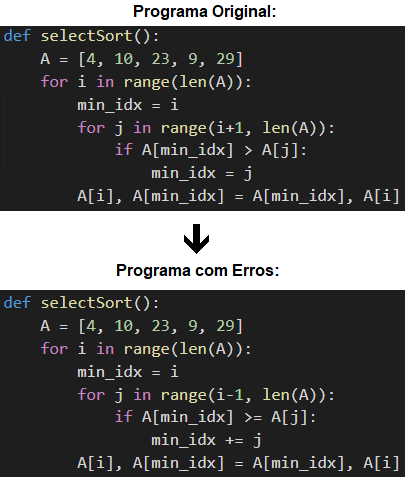 Programa Original:
def selectSort():
    A = [4, 10, 23, 9, 29]
    for i in range(len(A)):
        min_idx = i
        for j in range(i+1, len(A)):
            if A[min_idx] > A[j]:
                min_idx = j
        A[i], A[min_idx] = A[min_idx], A[i]
Programa com Erros:
def selectSort():
    A = [4, 10, 23, 9, 29]
    for i in range(len(A)):
        min_idx = i
        for j in range(i-1, len(A)):
            if A[min_idx] >= A[j]:
                min_idx += j
        A[i], A[min_idx] = A[min_idx], A[i]